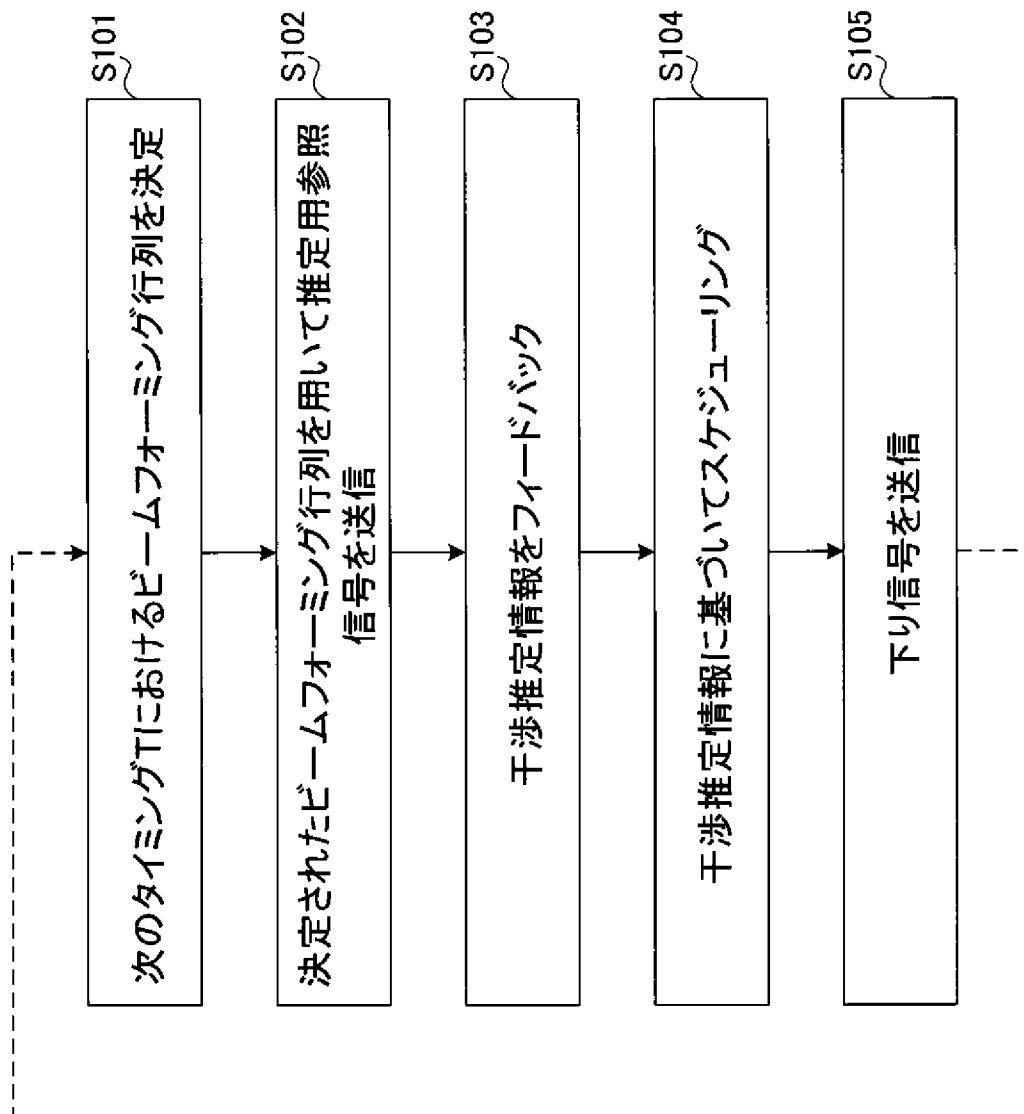 S101
次のタイミングTにおけるビームフォーミング行列を決定
S102
決定されたビームフォーミング行列を用いて推定用参照
信号を送信
S103
干渉推定情報をフィードバック
S104
干渉推定情報に基づいてスケジューリング
S105
下り信号を送信